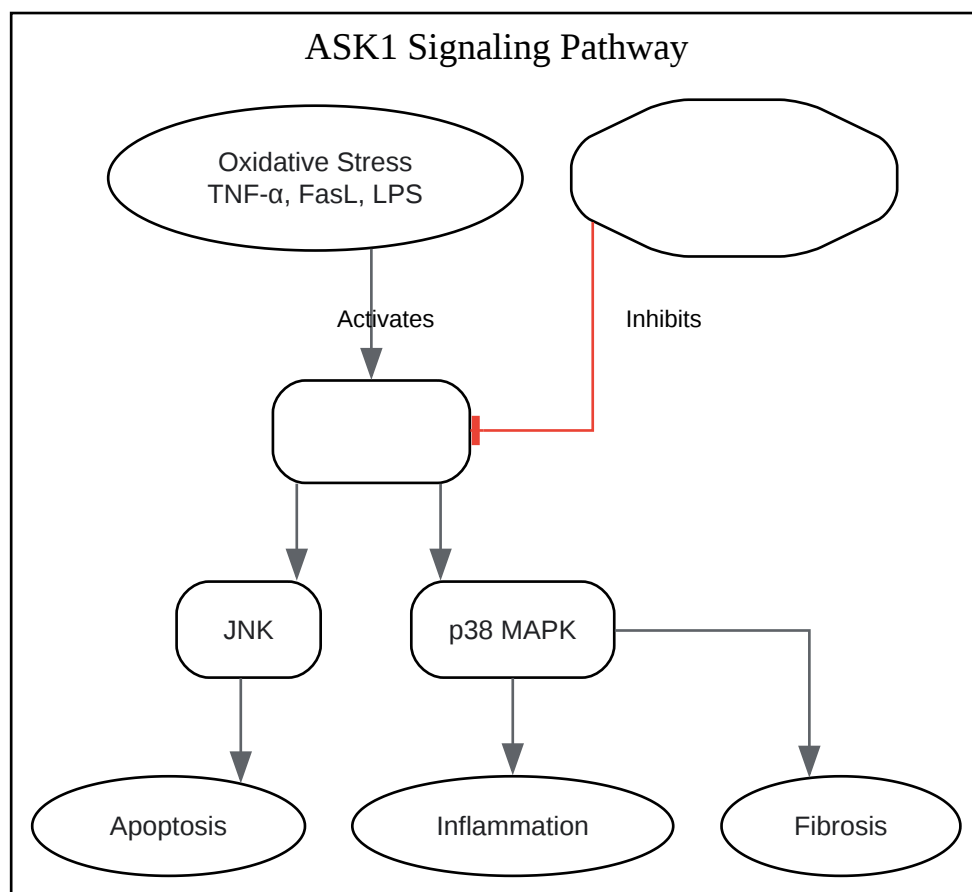 ASK1 Signaling Pathway
Oxidative Stress
TNF-α, FasL, LPS
Activates
Inhibits
JNK
p38 MAPK
Apoptosis
Inflammation
Fibrosis